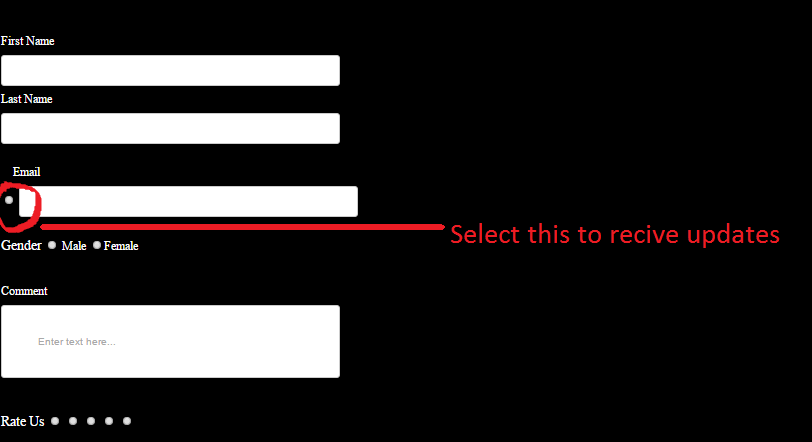 First Name
Last Name
Email
Select this to recive updates
Gender Male Female
Comment
Enter text here...
Rate Us